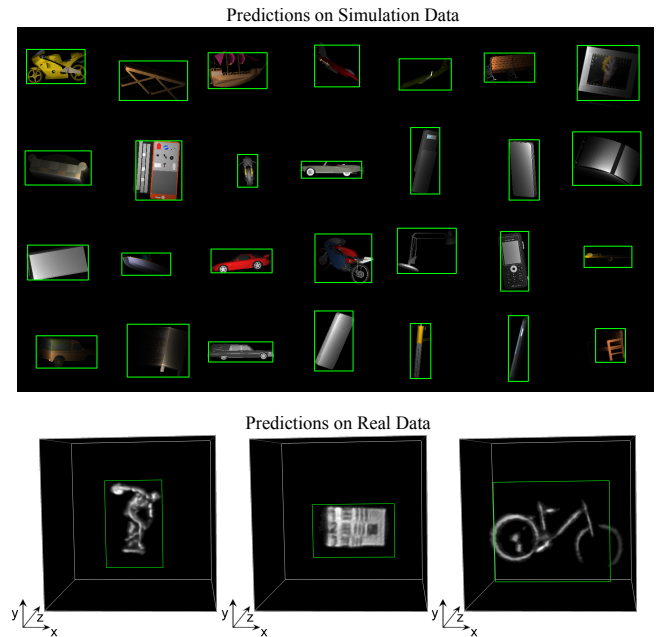 Predictions on Simulation Data
Predictions on Real Data
y z x
y z x
y z x